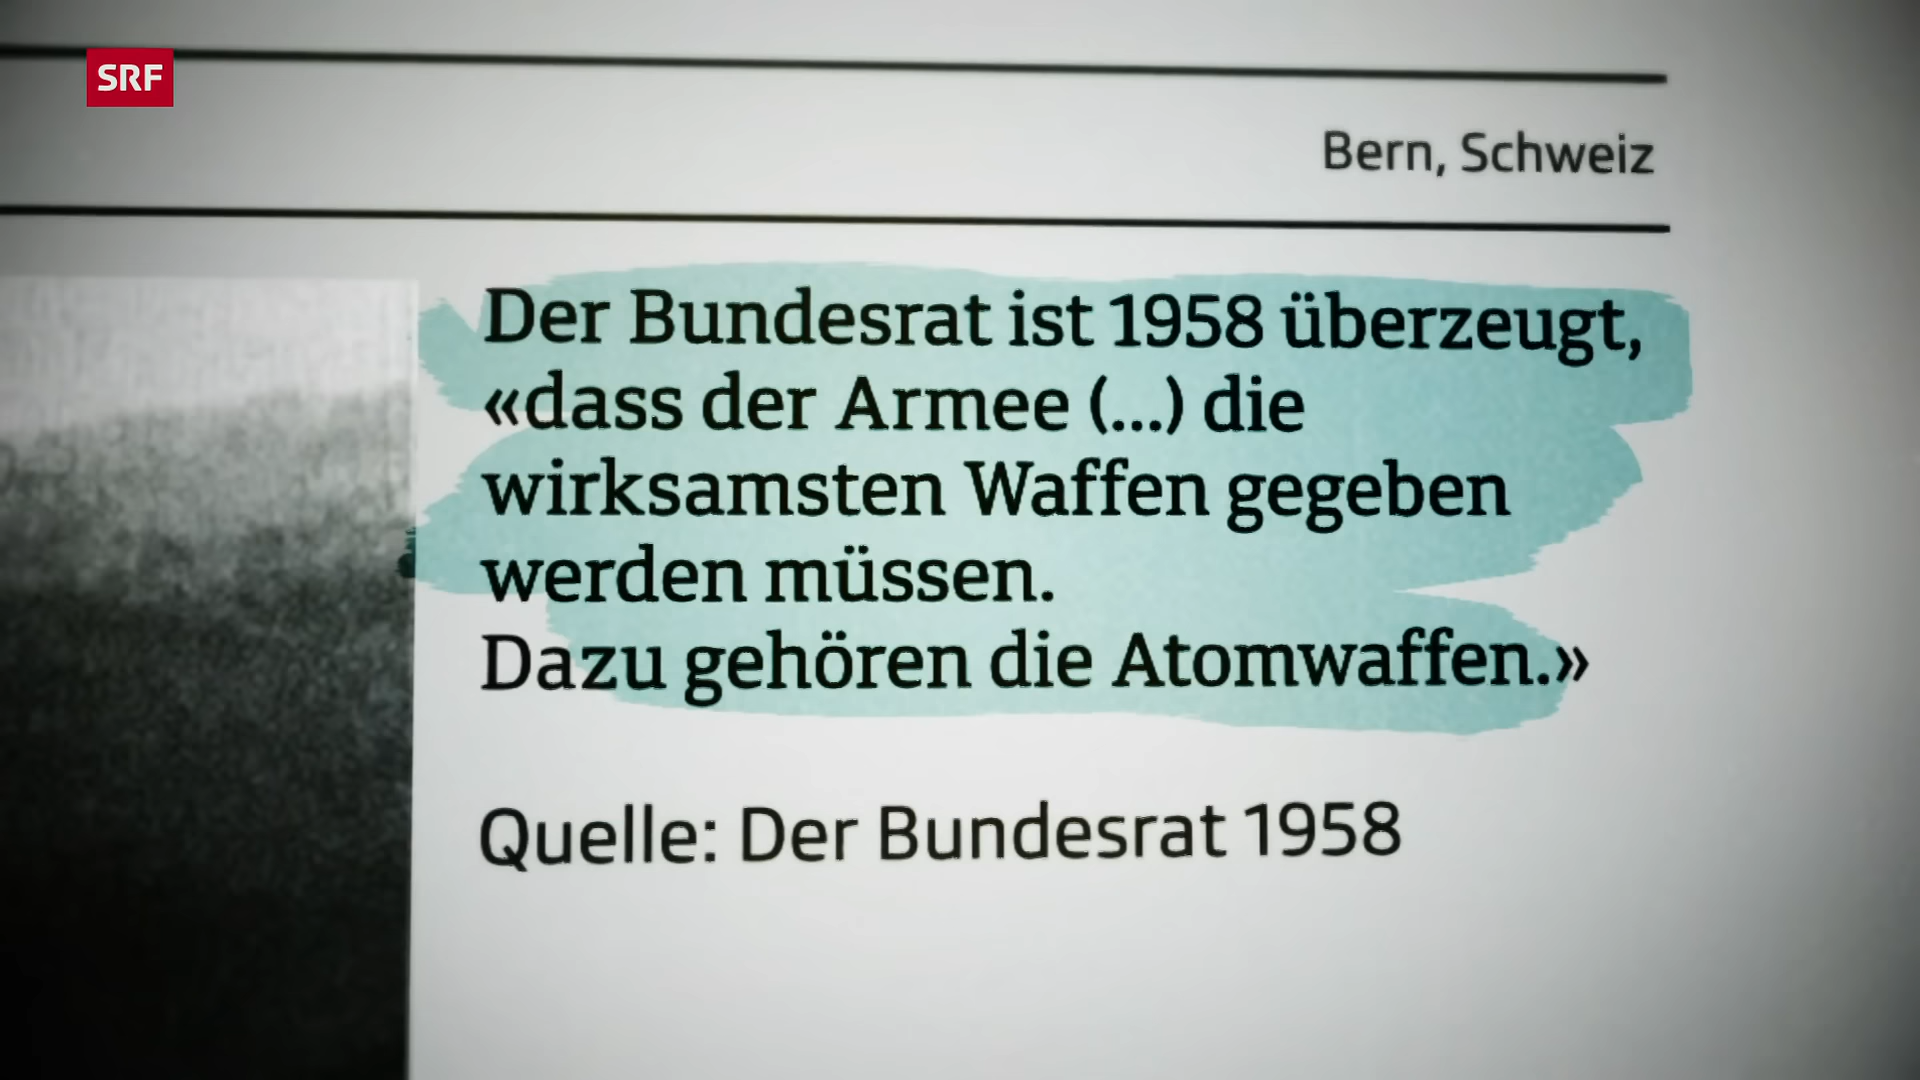 SRF
Bern, Schweiz
Der Bundesrat ist 1958 überzeugt,
«dass der Armee (...) die
wirksamsten Waffen gegeben
werden müssen.
Dazu gehören die Atomwaffen.»
Quelle: Der Bundesrat 1958